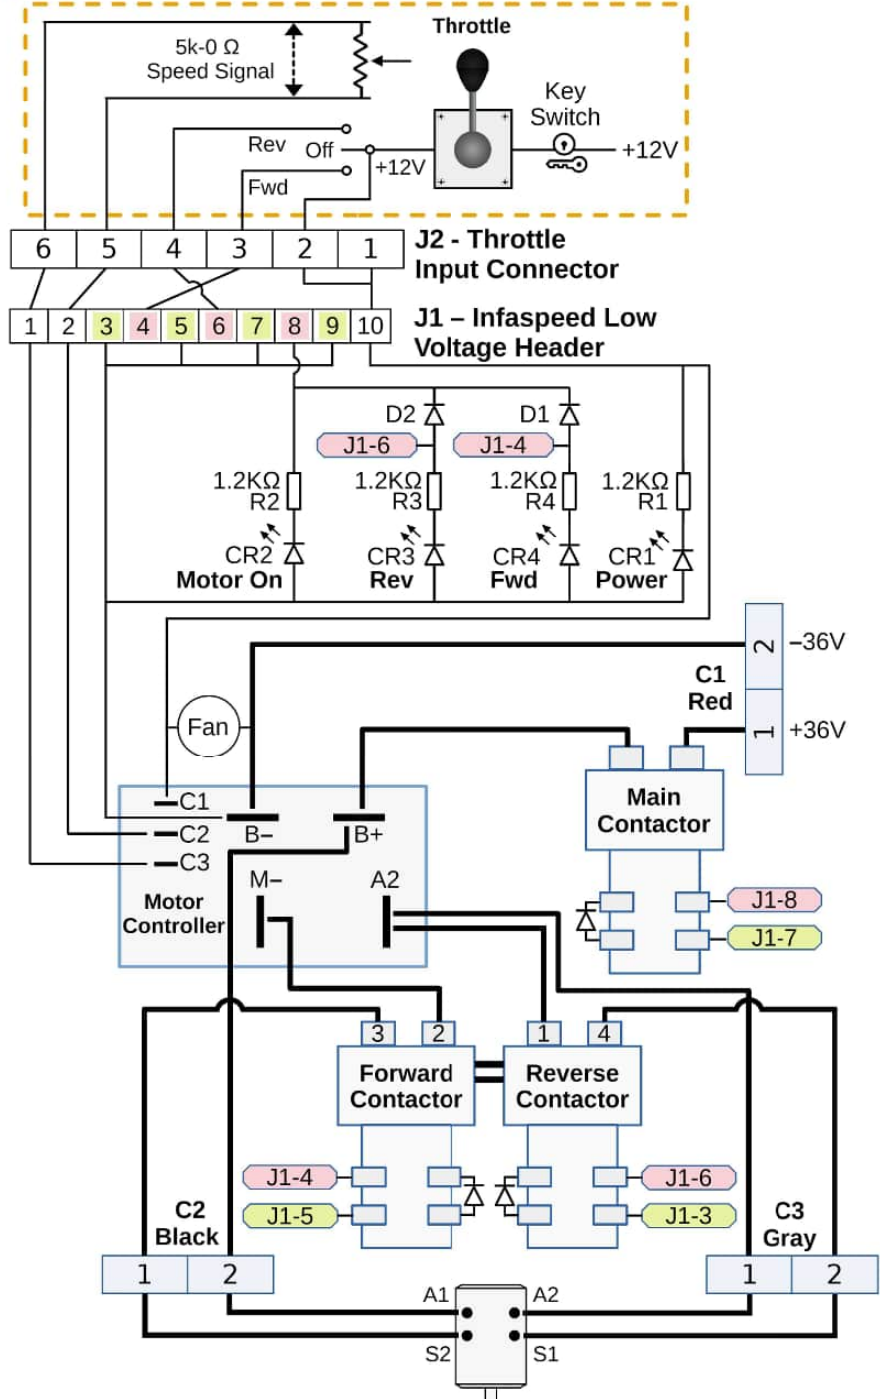 Throttle
5k-0 Ω
Speed Signal
Key
Switch
Rev
Off
+12V
+12V
Fwd
6 5 4 3 2 1
J2 - Throttle
Input Connector
1 2 3 4 5 6 7 8 9 10
J1 – Infaspeed Low
Voltage Header
D2
D1
J1-6
J1-4
1.2KΩ
R2
1.2KΩ
R3
1.2KΩ
R4
1.2KΩ
R1
CR2
Motor On
CR3
Rev
CR4
Fwd
CR1
Power
2
–36V
C1
Red
1
+36V
Fan
Main
Contactor
C1
C2
C3
B–
B+
M–
A2
Motor
Controller
J1-8
J1-7
3 2
1 4
Forward
Contactor
Reverse
Contactor
J1-4
J1-5
J1-6
J1-3
C2
Black
C3
Gray
1 2
1 2
A1
A2
S2
S1